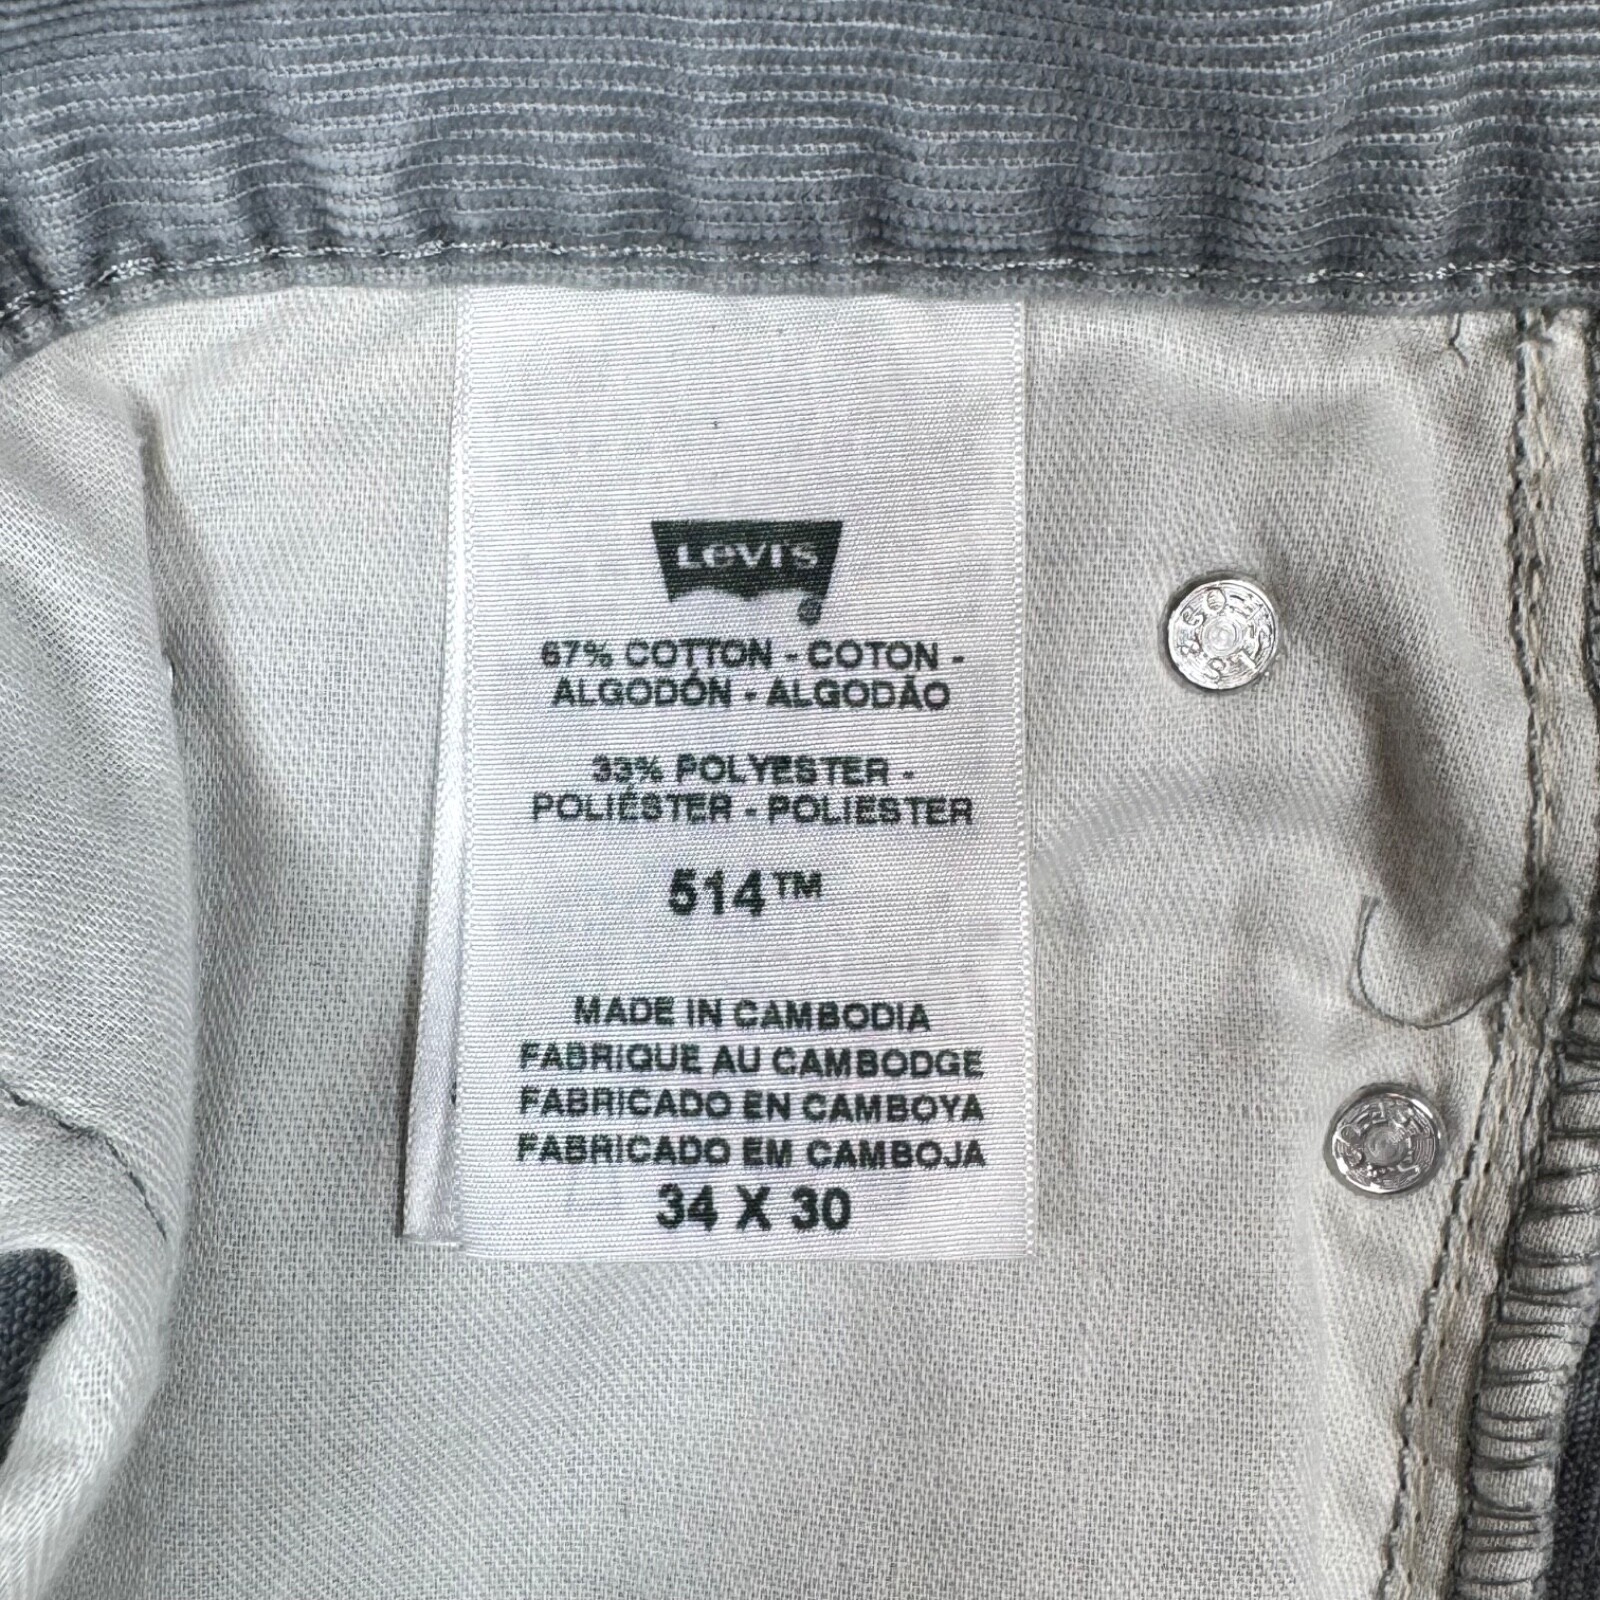 Levi's
®
67% COTTON - COTON -
ALGODÓN - ALGODÃO
33% POLYESTER -
POLIÉSTER - POLIESTER
514™
MADE IN CAMBODIA
FABRIQUE AU CAMBODGE
FABRICADO EN CAMBOYA
FABRICADO EM CAMBOJA
34 X 30